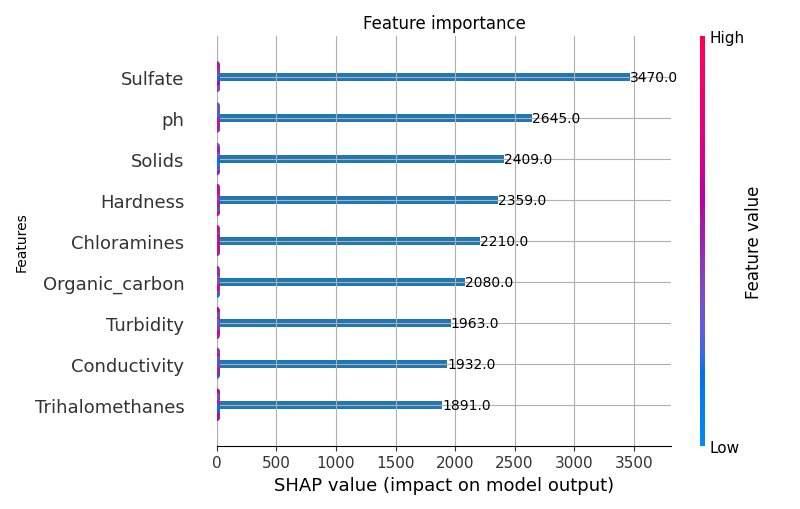 Feature importance
High
Sulfate
3470.0
ph
2645.0
Solids
2409.0
Hardness
2359.0
Chloramines
2210.0
Organic_carbon
2080.0
Turbidity
1963.0
Conductivity
1932.0
Trihalomethanes
1891.0
Features
Feature value
Low
0 500 1000 1500 2000 2500 3000 3500
SHAP value (impact on model output)